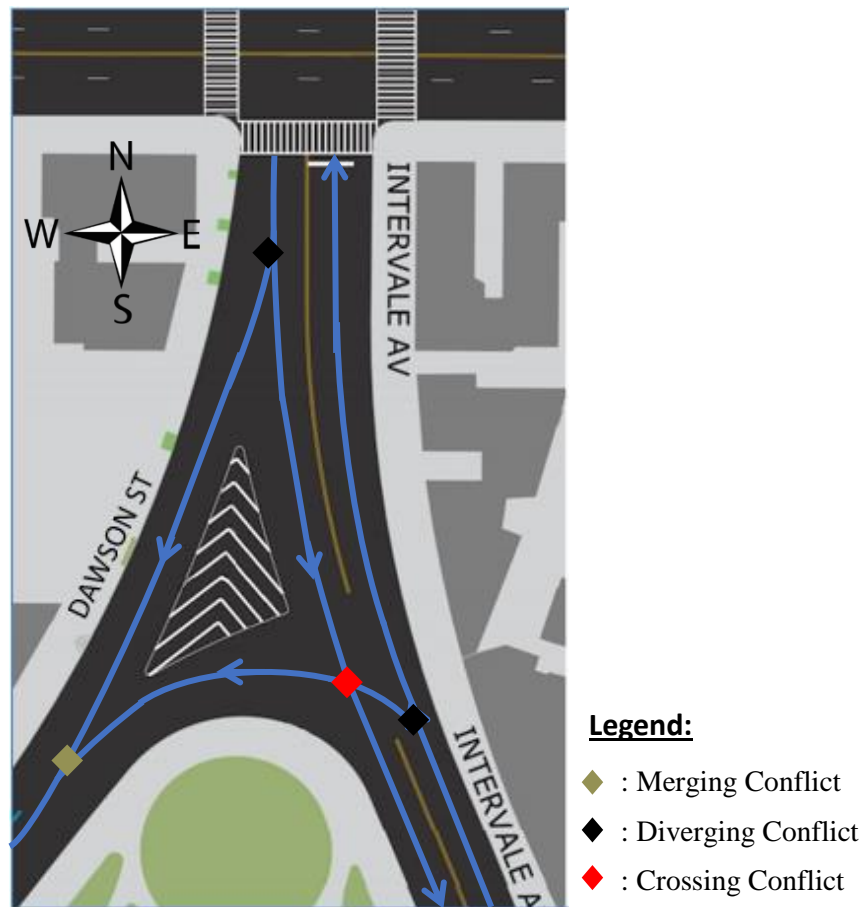 N
W E
S
INTERVALE AV
DAWSON ST
INTERVALE A
Legend:
: Merging Conflict
: Diverging Conflict
: Crossing Conflict